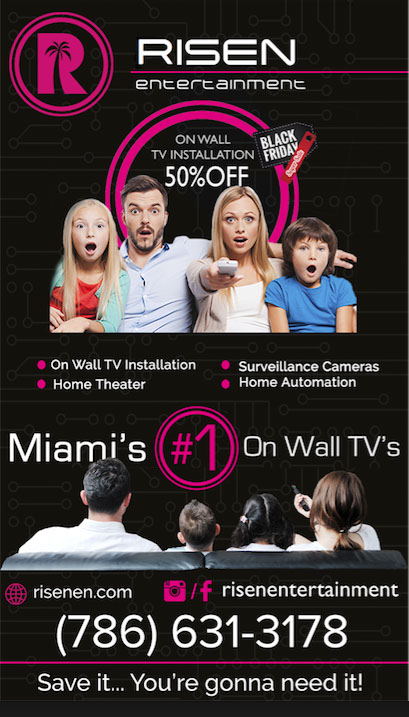 R
RISEN
entertainment
ON WALL
TV INSTALLATION
50%OFF
BLACK
FRIDAY
Super Sale
On Wall TV Installation
Home Theater
Surveillance Cameras
Home Automation
Miami's #1 On Wall TV's
risenen.com
/ f risenentertainment
(786) 631-3178
Save it... You're gonna need it!